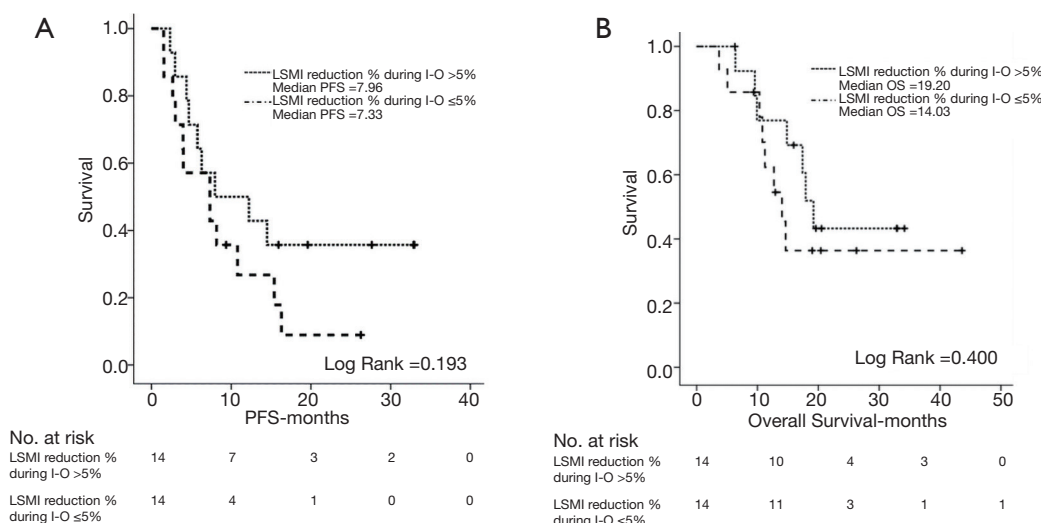 A
1.0
0.8
0.6
0.4
0.2
0.0
Survival
LSMI reduction % during I-O >5%
Median PFS =7.96
LSMI reduction % during I-O ≤5%
Median PFS =7.33
Log Rank =0.193
0 10 20 30 40
PFS-months
No. at risk
LSMI reduction % 14 7 3 2 0
during I-O >5%
LSMI reduction % 14 4 1 0 0
during I-O ≤5%
B
1.0
0.8
0.6
0.4
0.2
0.0
Survival
LSMI reduction % during I-O >5%
Median OS =19.20
LSMI reduction % during I-O ≤5%
Median OS =14.03
Log Rank =0.400
0 10 20 30 40 50
Overall Survival-months
No. at risk
LSMI reduction % 14 10 4 3 0
during I-O >5%
LSMI reduction % 14 11 3 1 1
during I-O ≤5%